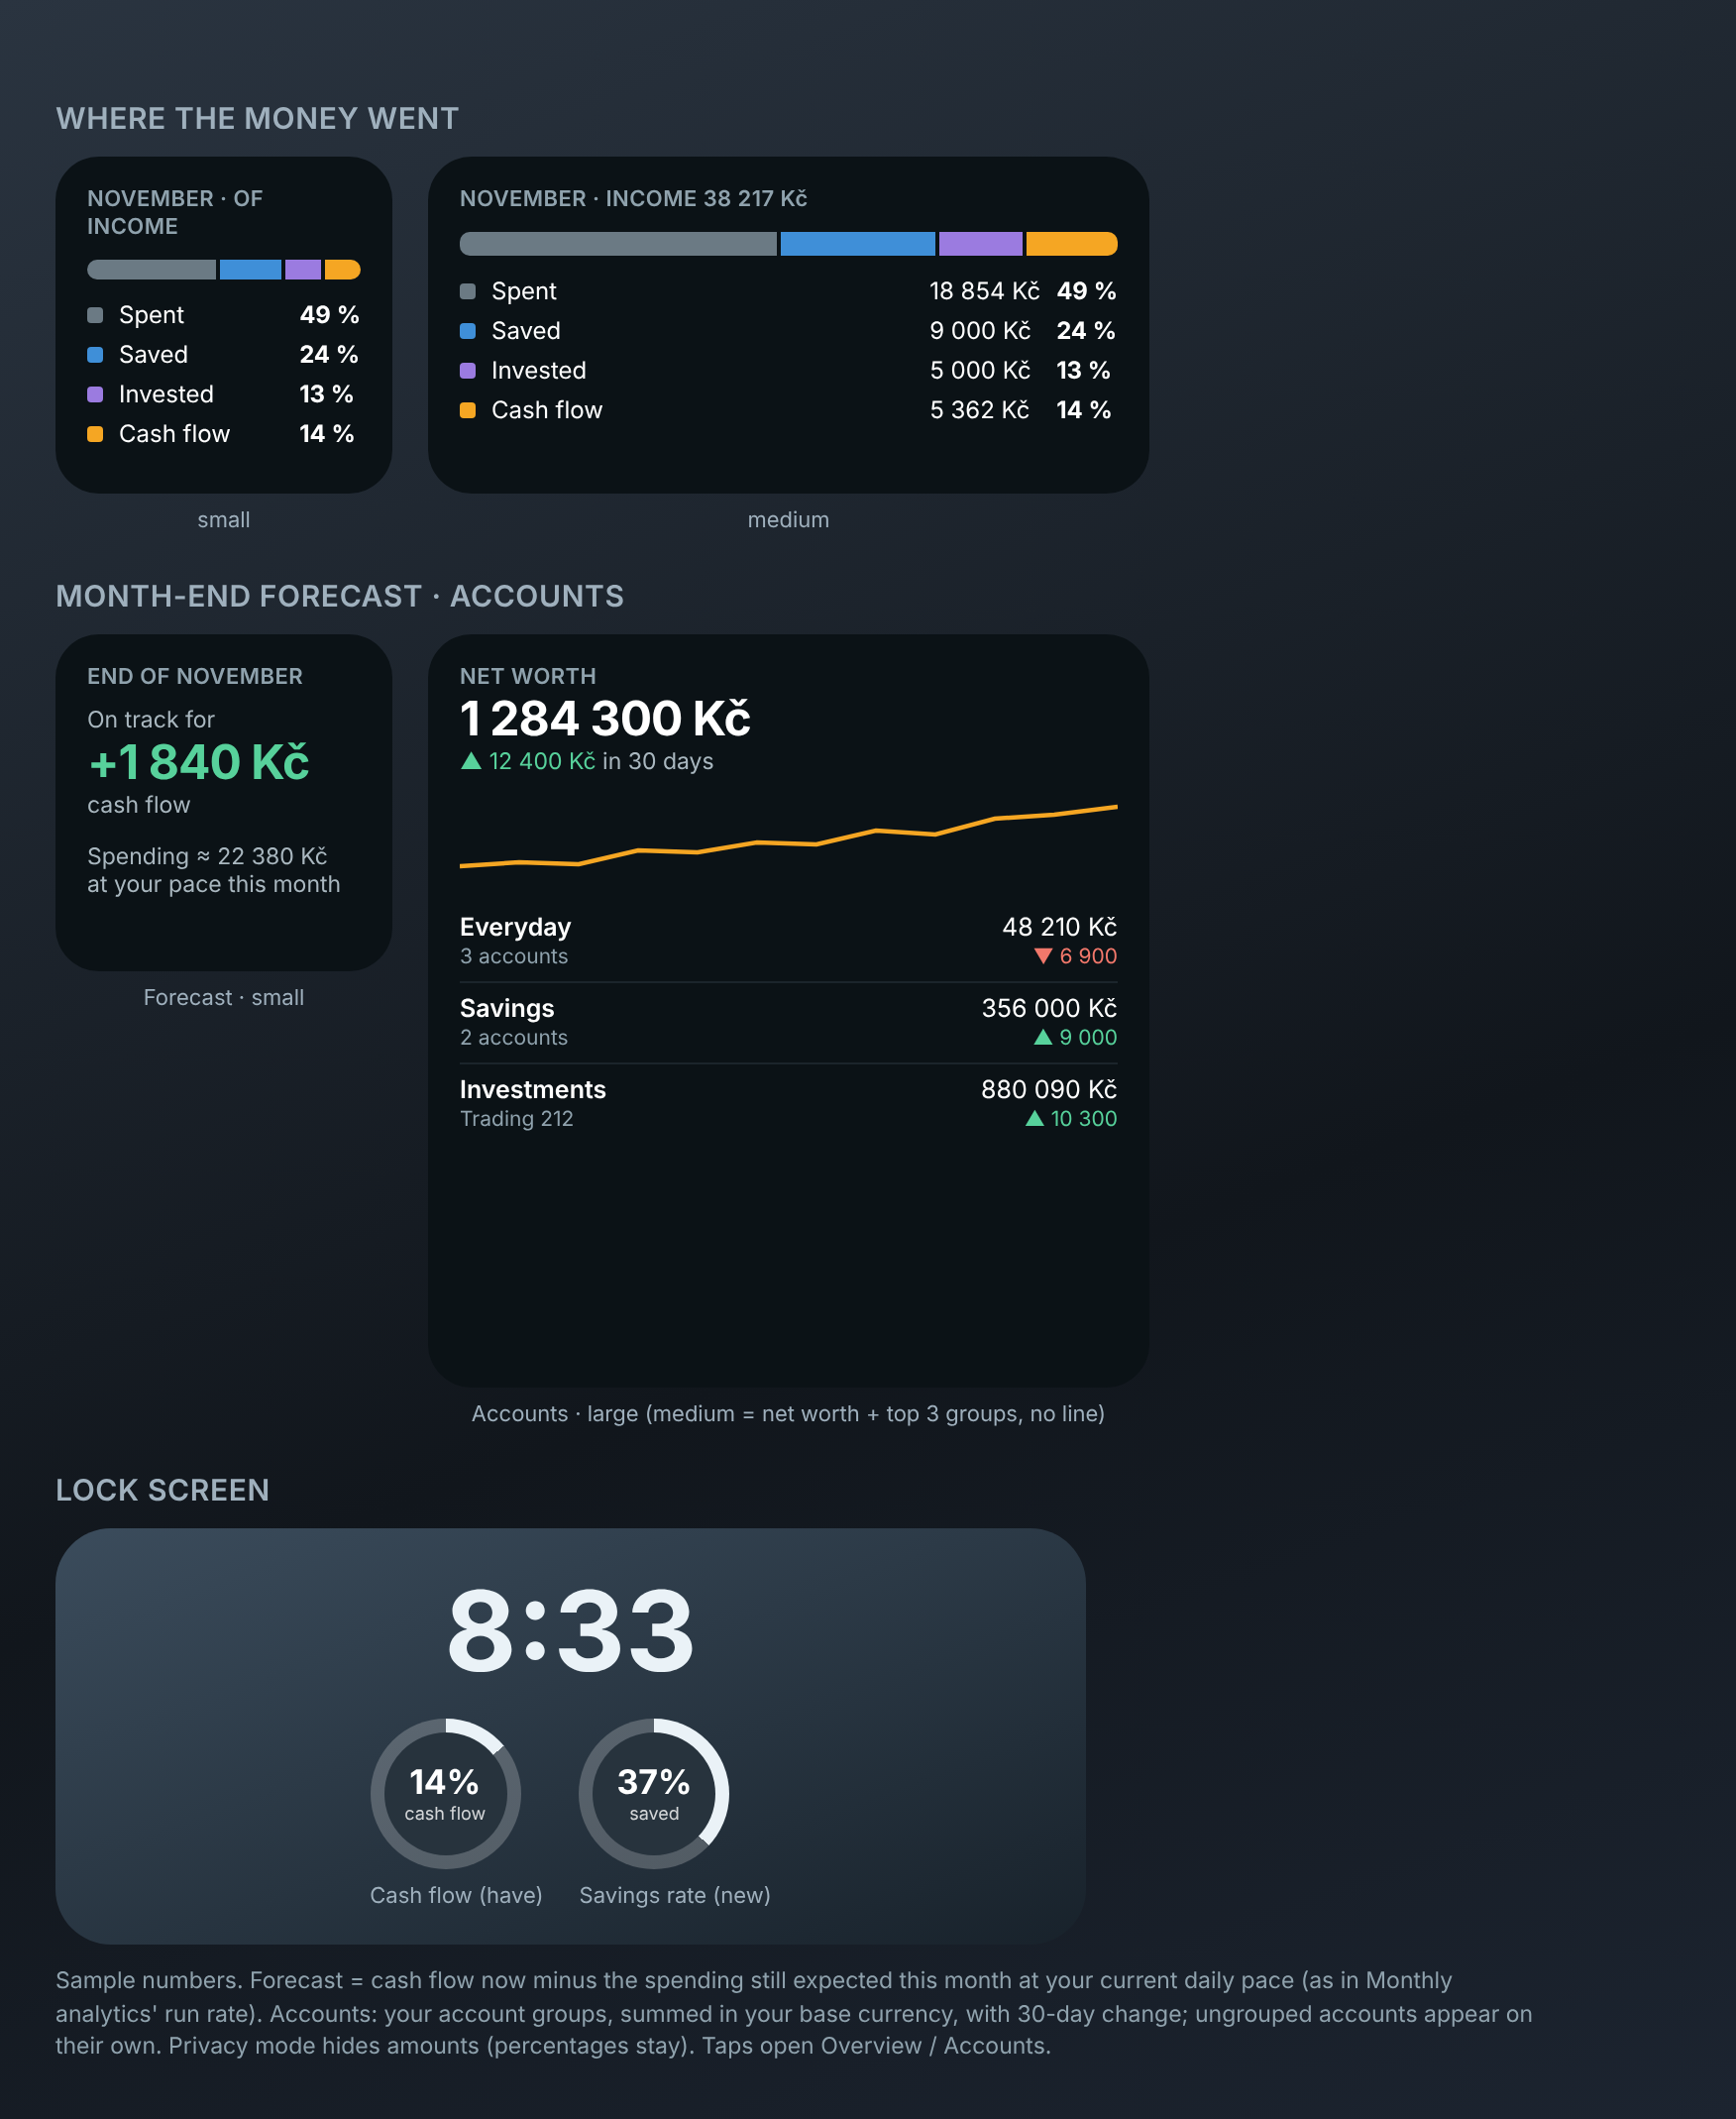 WHERE THE MONEY WENT
NOVEMBER · OF
INCOME
Spent 49 %
Saved 24 %
Invested 13 %
Cash flow 14 %
small
NOVEMBER · INCOME 38 217 Kč
Spent 18 854 Kč 49 %
Saved 9 000 Kč 24 %
Invested 5 000 Kč 13 %
Cash flow 5 362 Kč 14 %
medium
MONTH-END FORECAST · ACCOUNTS
END OF NOVEMBER
On track for
+1 840 Kč
cash flow
Spending ≈ 22 380 Kč
at your pace this month
Forecast · small
NET WORTH
1 284 300 Kč
▲ 12 400 Kč in 30 days
Everyday 48 210 Kč
3 accounts ▼ 6 900
Savings 356 000 Kč
2 accounts ▲ 9 000
Investments 880 090 Kč
Trading 212 ▲ 10 300
Accounts · large (medium = net worth + top 3 groups, no line)
LOCK SCREEN
8:33
14%
cash flow
Cash flow (have)
37%
saved
Savings rate (new)
Sample numbers. Forecast = cash flow now minus the spending still expected this month at your current daily pace (as in Monthly
analytics' run rate). Accounts: your account groups, summed in your base currency, with 30-day change; ungrouped accounts appear on
their own. Privacy mode hides amounts (percentages stay). Taps open Overview / Accounts.